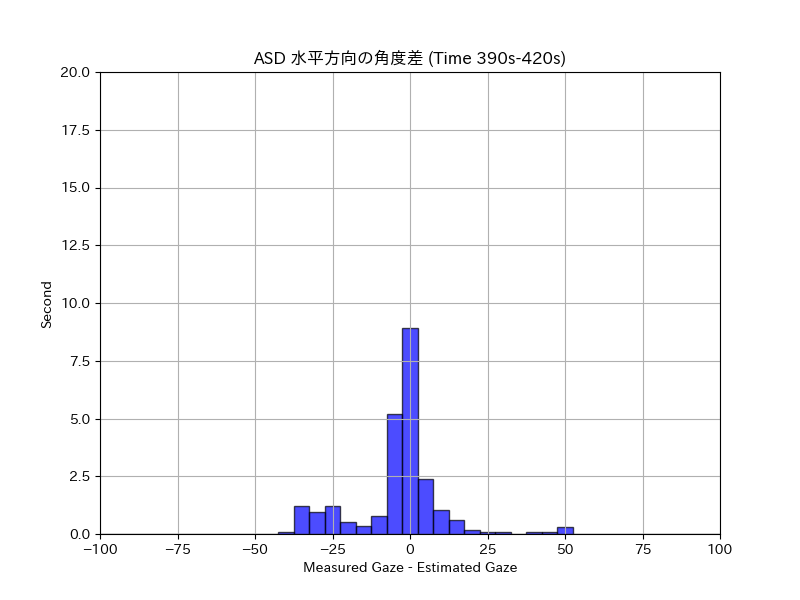 ASD 水平方向の角度差 (Time 390s-420s)
20.0
17.5
15.0
12.5
10.0
7.5
5.0
2.5
0.0
Second
−100 −75 −50 −25 0 25 50 75 100
Measured Gaze - Estimated Gaze